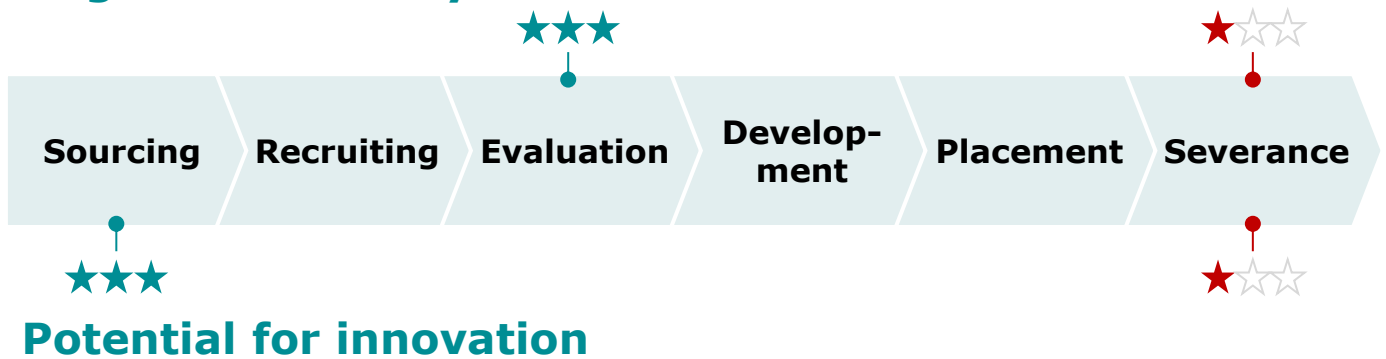 Sourcing
Recruiting
Evaluation
Develop-
ment
Placement
Severance
Potential for innovation